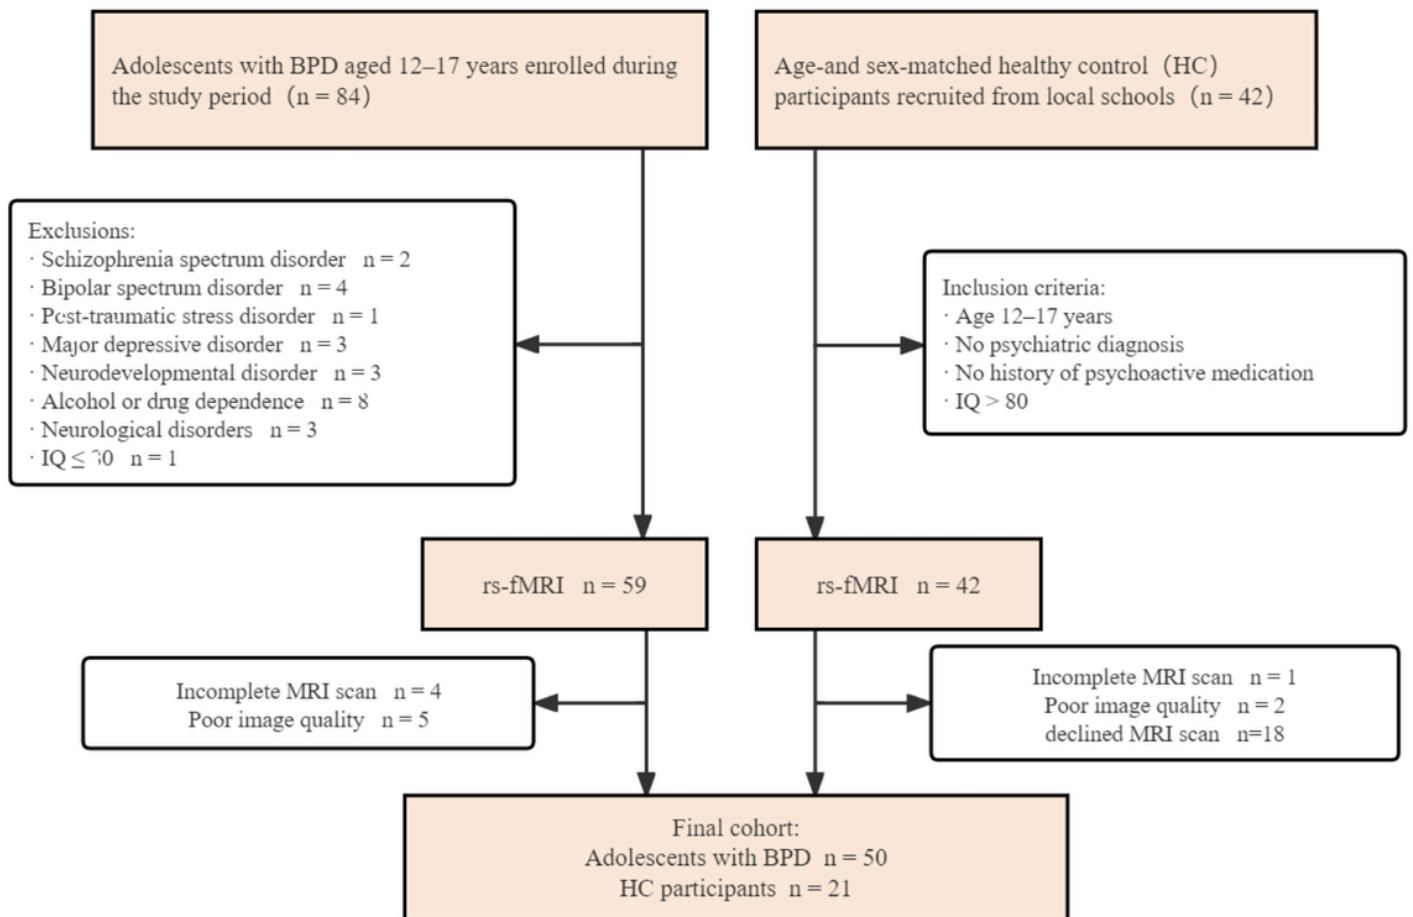 Adolescents with BPD aged 12–17 years enrolled during
the study period (n = 84)
Age-and sex-matched healthy control (HC)
participants recruited from local schools (n = 42)
Exclusions:
· Schizophrenia spectrum disorder n = 2
· Bipolar spectrum disorder n = 4
· Post-traumatic stress disorder n = 1
· Major depressive disorder n = 3
· Neurodevelopmental disorder n = 3
· Alcohol or drug dependence n = 8
· Neurological disorders n = 3
· IQ ≤ n = 1
Inclusion criteria:
· Age 12–17 years
· No psychiatric diagnosis
· No history of psychoactive medication
· IQ > 80
rs-fMRI n = 59
rs-fMRI n = 42
Incomplete MRI scan n = 4
Poor image quality n = 5
Incomplete MRI scan n = 1
Poor image quality n = 2
declined MRI scan n=18
Final cohort:
Adolescents with BPD n = 50
HC participants n = 21